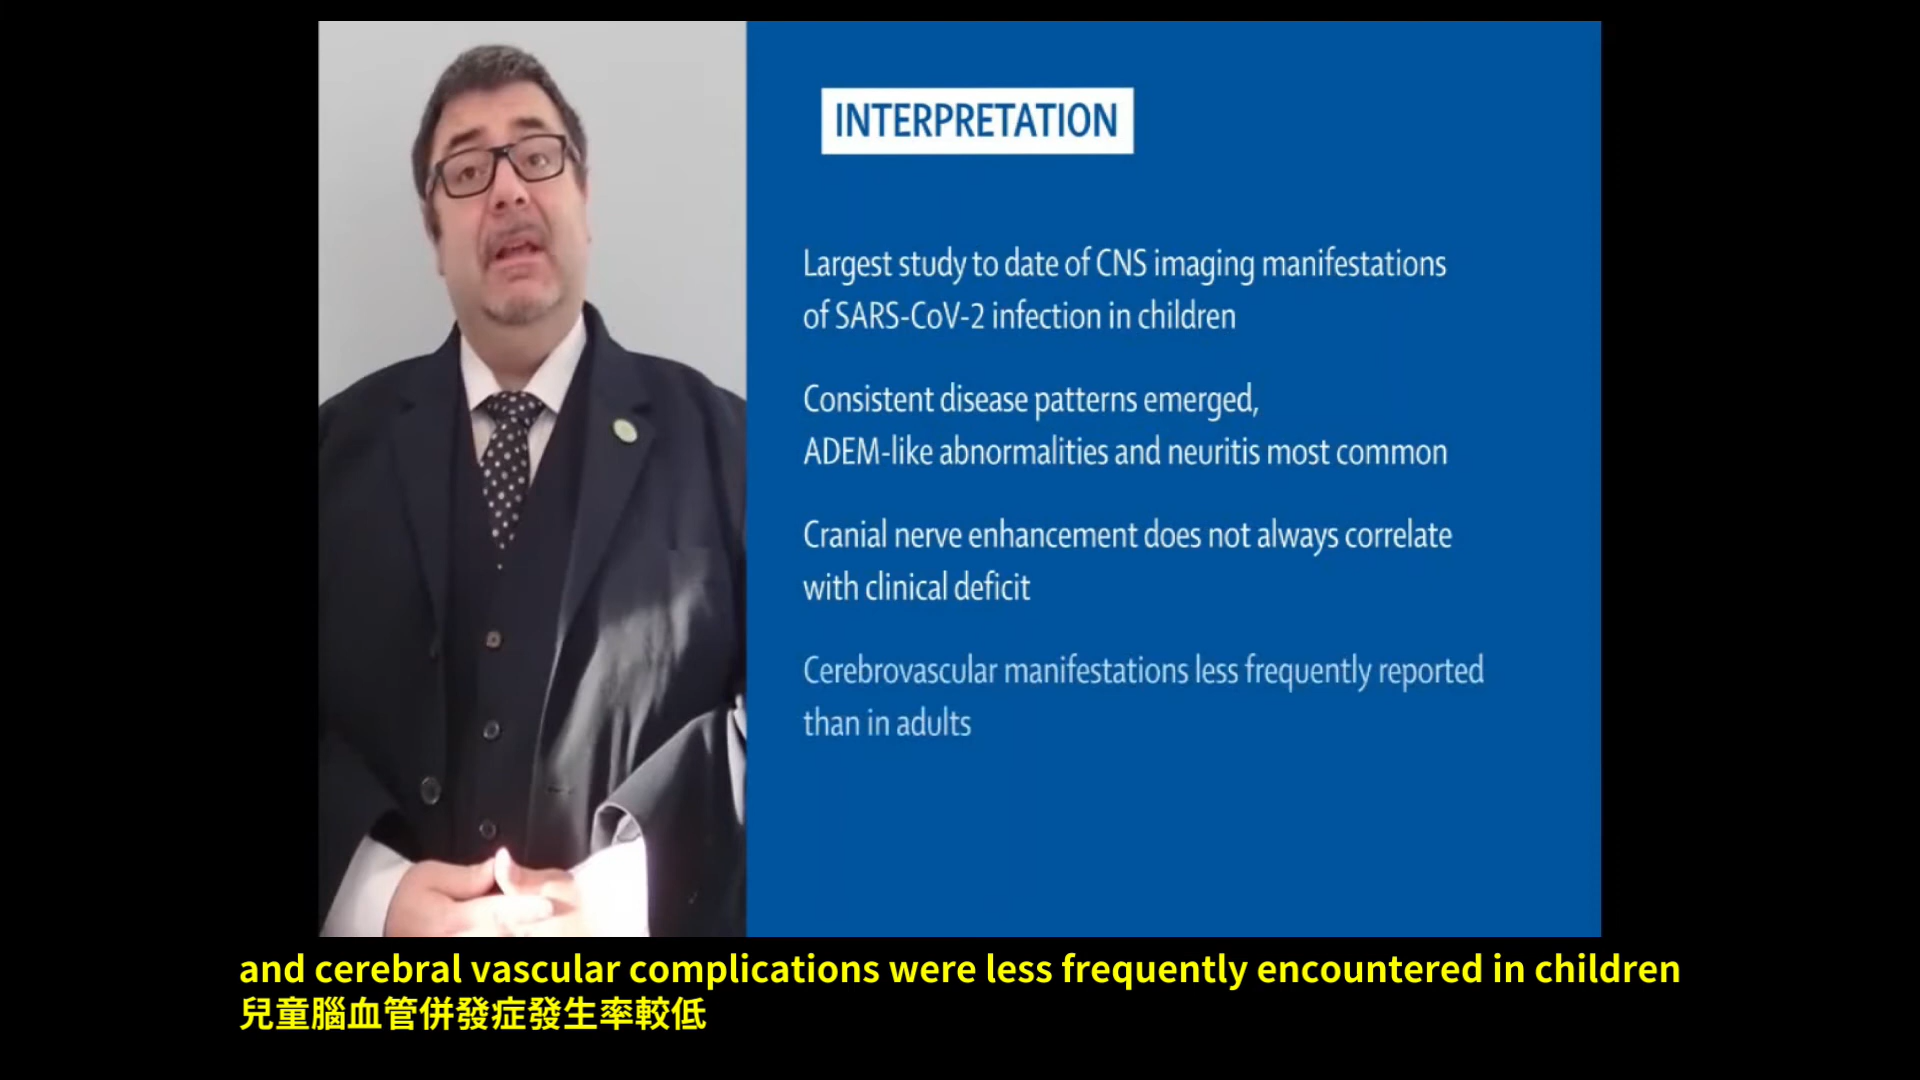 INTERPRETATION
Largest study to date of CNS imaging manifestations
of SARS-CoV-2 infection in children
Consistent disease patterns emerged,
ADEM-like abnormalities and neuritis most common
Cranial nerve enhancement does not always correlate
with clinical deficit
Cerebrovascular manifestations less frequently reported
than in adults
and cerebral vascular complications were less frequently encountered in children
兒童腦血管併發症發生率較低